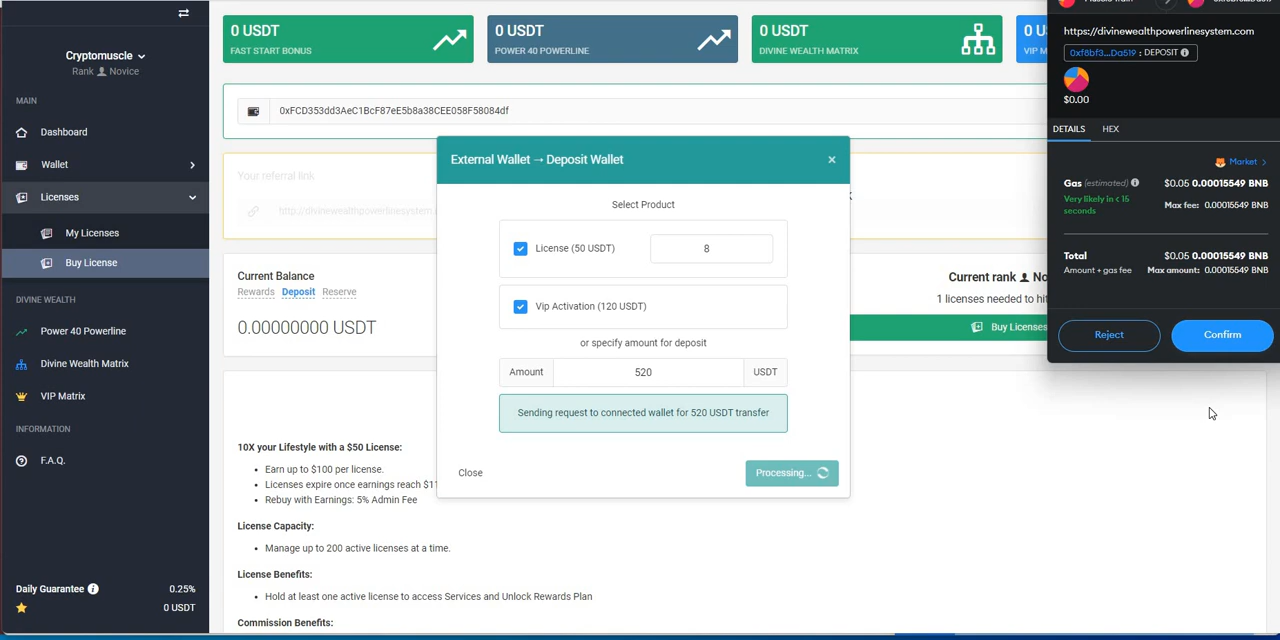 Cryptomuscle
Rank Novice
MAIN
Dashboard
Wallet
Licenses
My Licenses
Buy License
DIVINE WEALTH
Power 40 Powerline
Divine Wealth Matrix
VIP Matrix
INFORMATION
F.A.Q.
Daily Guarantee 0.25%
0 USDT
0 USDT
FAST START BONUS
0 USDT
POWER 40 POWERLINE
0 USDT
DIVINE WEALTH MATRIX
0 U
VIP M
0xFCD353dd3AeC1BcF87eE5b8a38CEE058F58084df
Your referral link
http://divinewealthpowerlinesystem.
Current Balance
Rewards Deposit Reserve
0.00000000 USDT
Current rank No
1 licenses needed to hit
Buy Licenses
10X your Lifestyle with a $50 License:
Earn up to $100 per license.
Licenses expire once earnings reach $11
Rebuy with Earnings: 5% Admin Fee
License Capacity:
Manage up to 200 active licenses at a time.
License Benefits:
Hold at least one active license to access Services and Unlock Rewards Plan
Commission Benefits:
External Wallet → Deposit Wallet ×
Select Product
License (50 USDT) 8
Vip Activation (120 USDT)
or specify amount for deposit
Amount 520 USDT
Sending request to connected wallet for 520 USDT transfer
Close Processing...
https://divinewealthpowerlinesystem.com
0xf8bf3...Da519 : DEPOSIT
$0.00
DETAILS HEX
Market >
Gas (estimated) $0.05 0.00015549 BNB
Very likely in < 15 seconds
Max fee: 0.00015549 BNB
Total $0.05 0.00015549 BNB
Amount + gas fee Max amount: 0.00015549 BNB
Reject Confirm